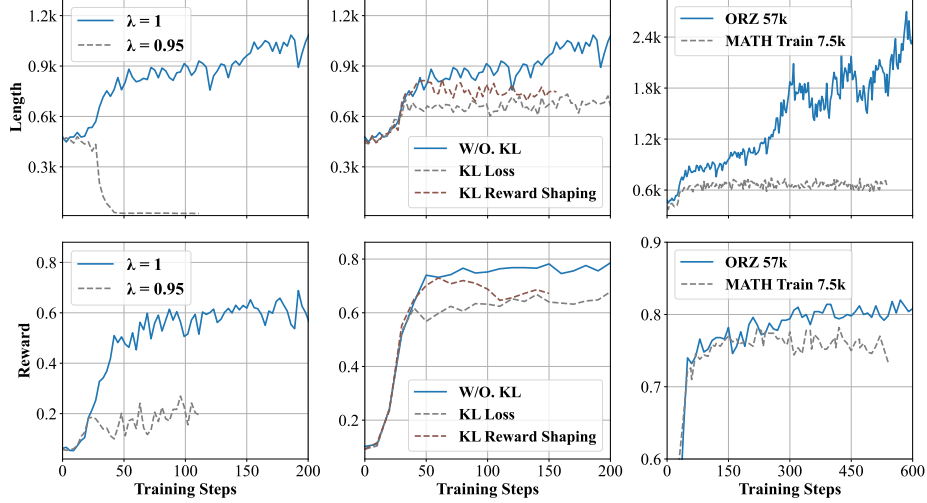 1.2k
0.9k
0.6k
0.3k
Length
λ = 1
λ = 0.95
1.2k
0.9k
0.6k
0.3k
W/O. KL
KL Loss
KL Reward Shaping
2.4k
1.8k
1.2k
0.6k
ORZ 57k
MATH Train 7.5k
0.8
0.6
0.4
0.2
Reward
λ = 1
λ = 0.95
0 50 100 150 200
Training Steps
0.8
0.6
0.4
0.2
W/O. KL
KL Loss
KL Reward Shaping
0 50 100 150 200
Training Steps
0.9
0.8
0.7
0.6
ORZ 57k
MATH Train 7.5k
0 150 300 450 600
Training Steps